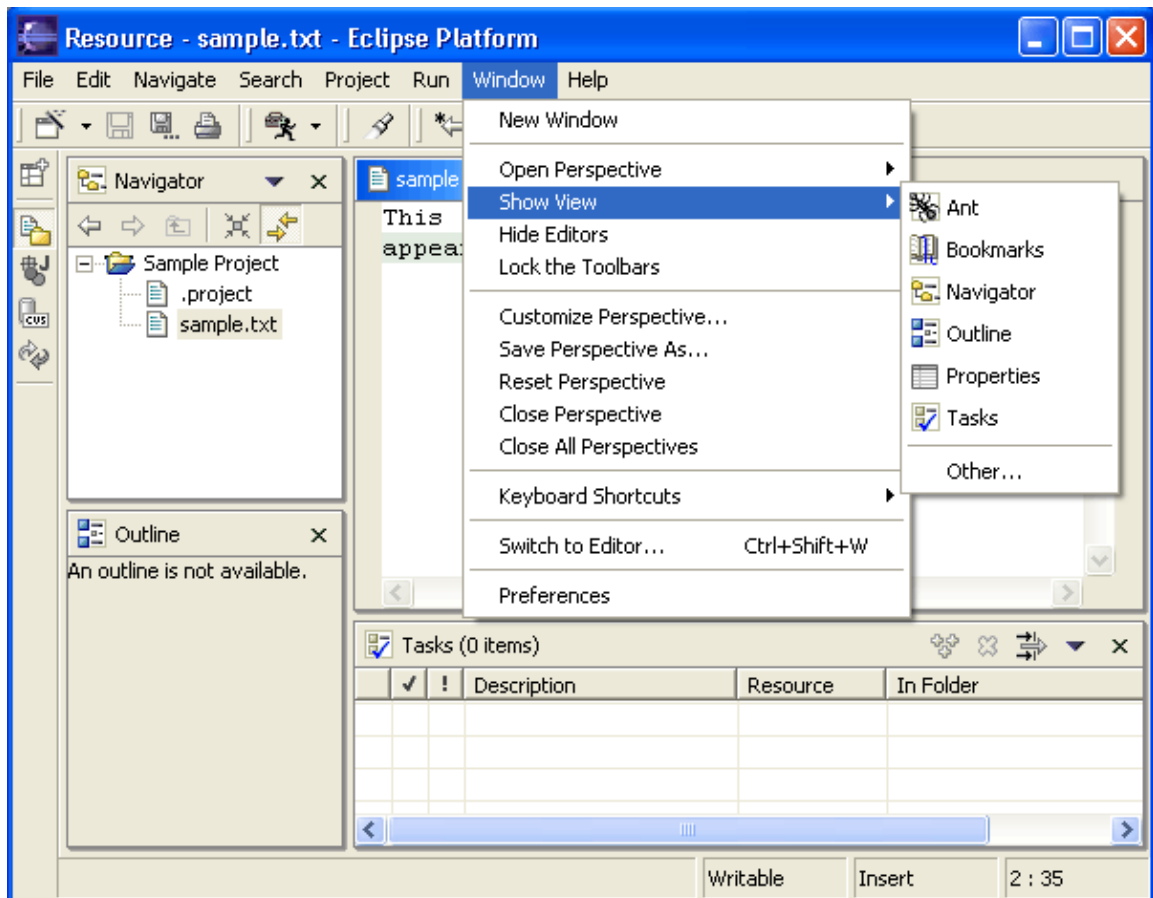 Resource - sample.txt - Eclipse Platform
File Edit Navigate Search Project Run Window Help
New Window
Open Perspective
Show View
Hide Editors
Lock the Toolbars
Customize Perspective...
Save Perspective As...
Reset Perspective
Close Perspective
Close All Perspectives
Keyboard Shortcuts
Switch to Editor... Ctrl+Shift+W
Preferences
Ant
Bookmarks
Navigator
Outline
Properties
Tasks
Other...
Navigator
Sample Project
.project
sample.txt
CVS
sample
This
Outline
An outline is not available.
Tasks (0 items)
! Description Resource In Folder
Writable Insert 2 : 35